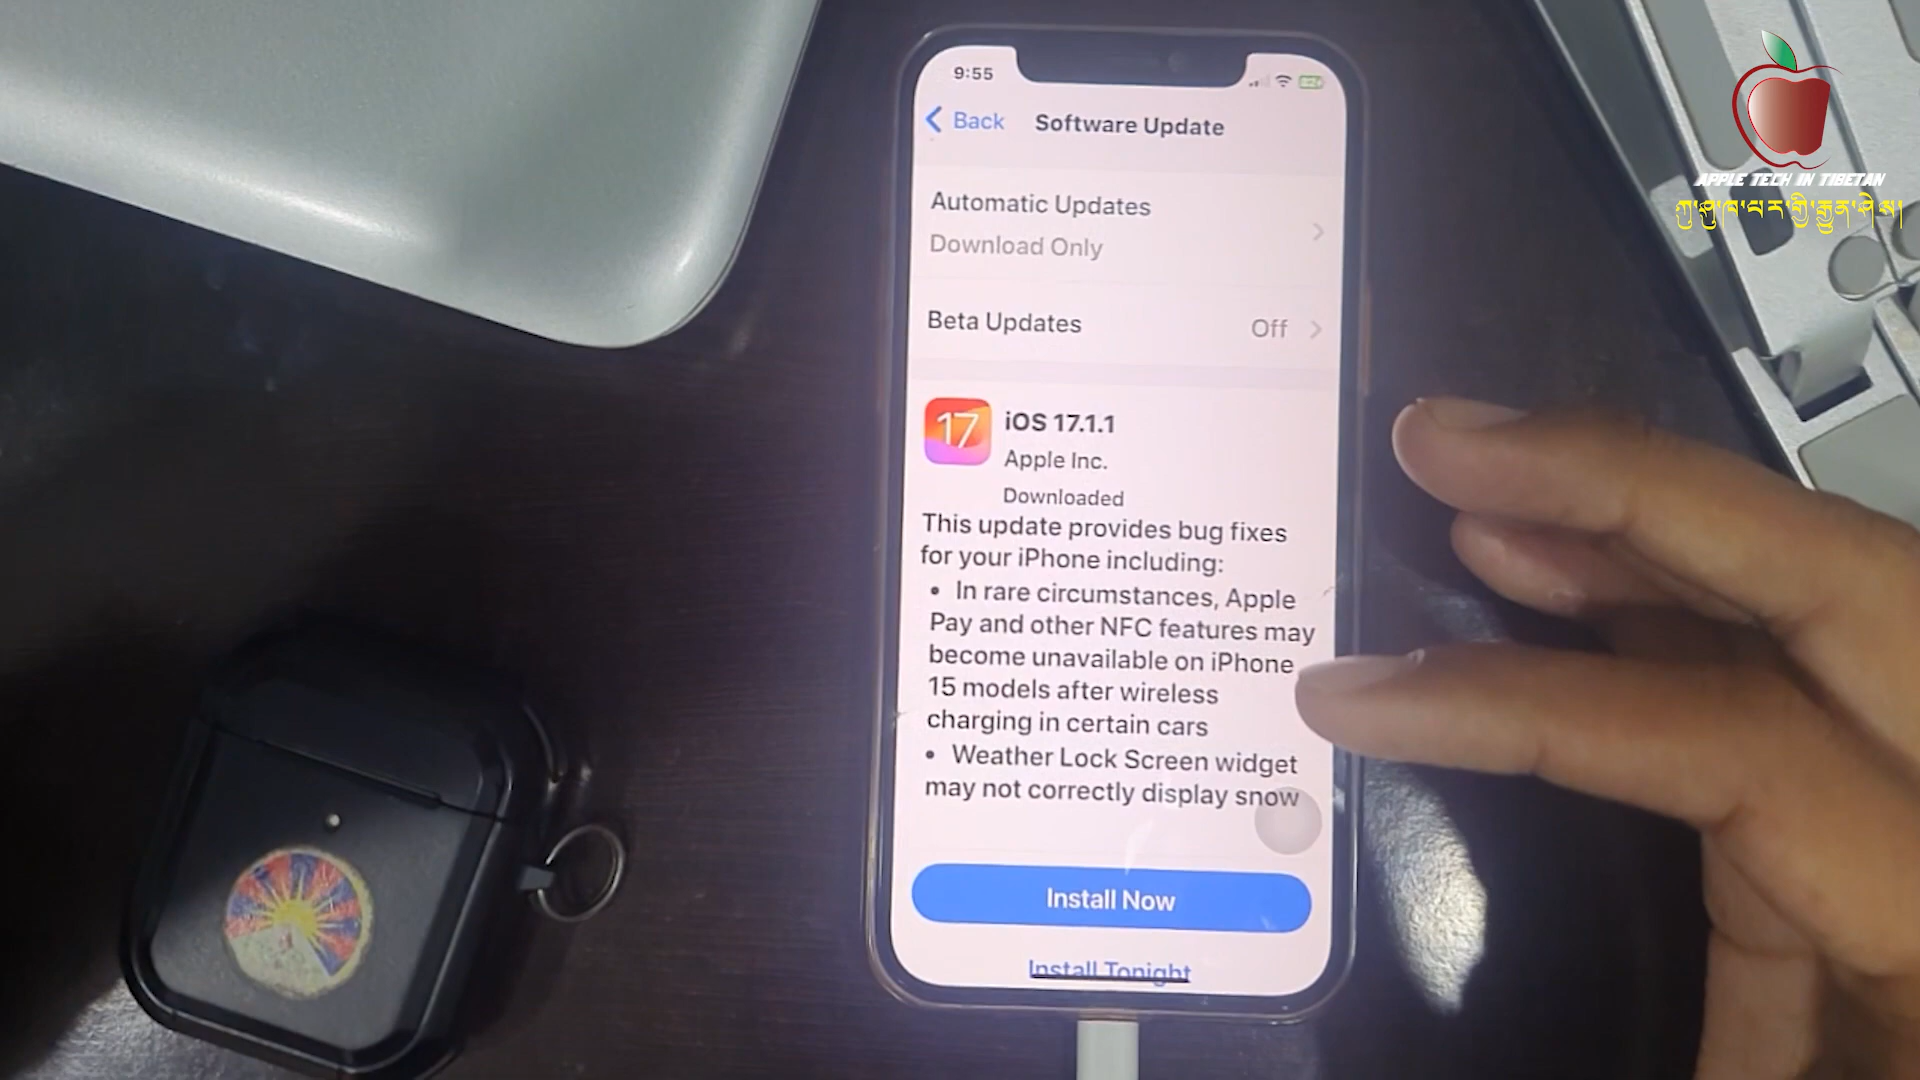 9:55
Back
Software Update
Automatic Updates
Download Only
Beta Updates
Off
17
iOS 17.1.1
Apple Inc.
Downloaded
This update provides bug fixes
for your iPhone including:
• In rare circumstances, Apple
Pay and other NFC features may
become unavailable on iPhone
15 models after wireless
charging in certain cars
• Weather Lock Screen widget
may not correctly display snow
Install Now
Install Tonight
APPLE TECH IN TIBETAN
ཀུ་ཤུ་ཁ་པར་གྱི་རྒྱུན་ཤེས།